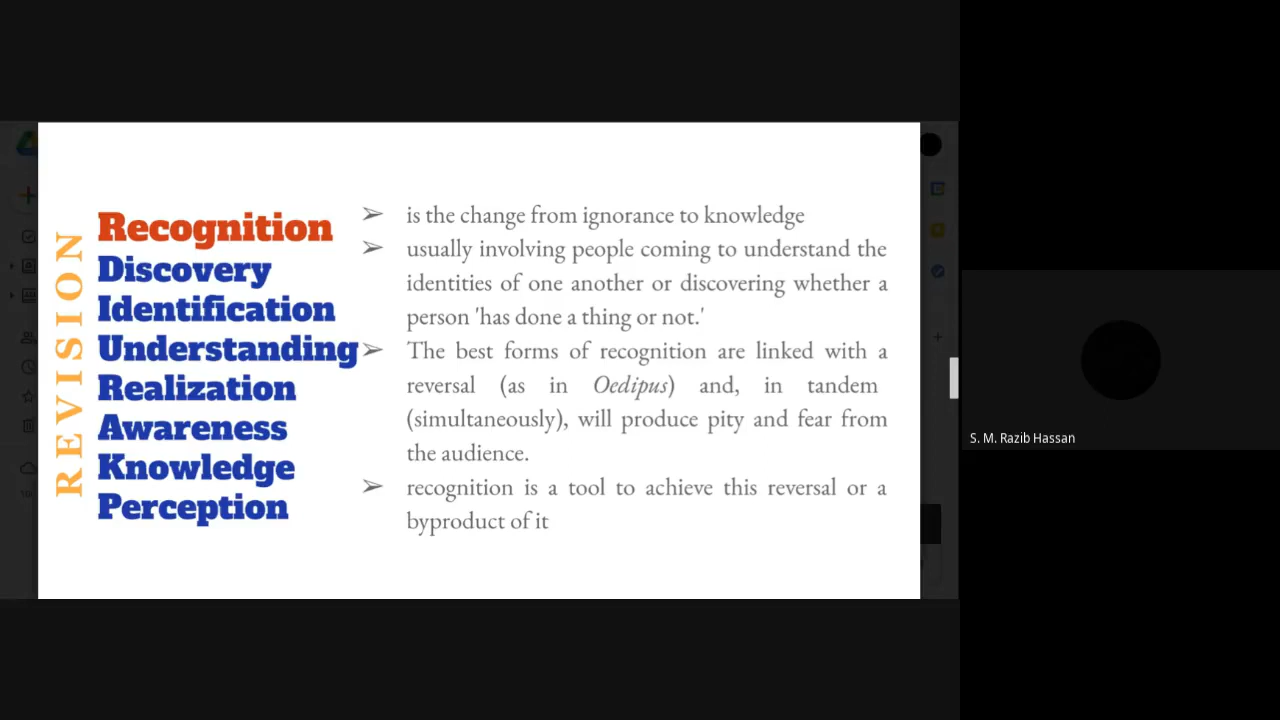 REVISION
Recognition
Discovery
Identification
Understanding
Realization
Awareness
Knowledge
Perception
➢ is the change from ignorance to knowledge
➢ usually involving people coming to understand the
identities of one another or discovering whether a
person 'has done a thing or not.'
➢ The best forms of recognition are linked with a
reversal (as in Oedipus) and, in tandem
(simultaneously), will produce pity and fear from
the audience.
➢ recognition is a tool to achieve this reversal or a
byproduct of it
S. M. Razib Hassan